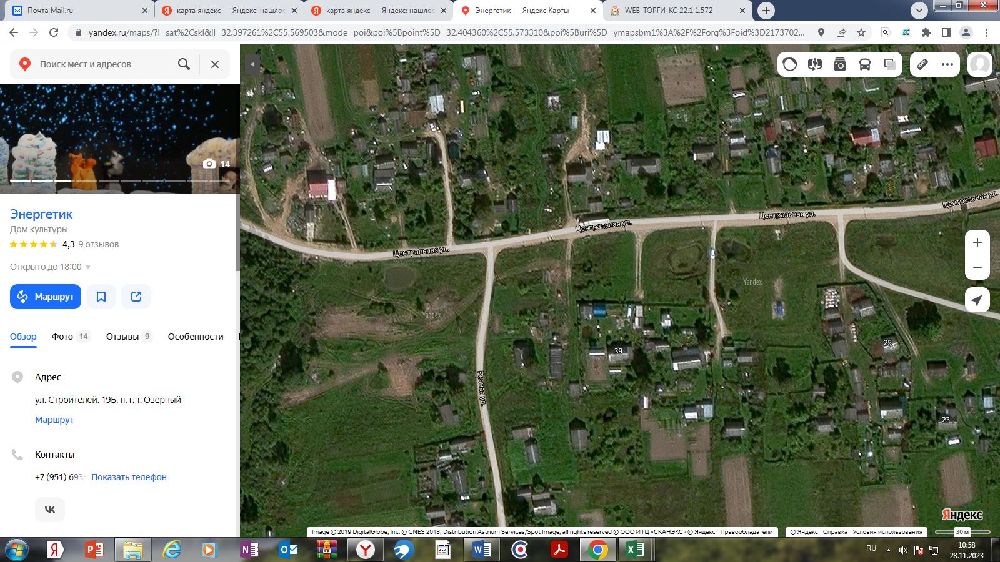 Почта Mail.ru
карта яндекс — Яндекс: нашлос
карта яндекс — Яндекс: нашлос
Энергетик — Яндекс Карты
WEB-ТОРГИ-КС 22.1.1.572
yandex.ru/maps/?l=sat%2Cskl&ll=32.397261%2C55.569503&mode=poi&poi%5Bpoint%5D=32.404360%2C55.573310&poi%5Buri%5D=ymapsbm1%3A%2F%2Forg%3Foid%3D2173702...
Поиск мест и адресов
14
Энергетик
Дом культуры
4,3 9 отзывов
Открыто до 18:00
Маршрут
Обзор Фото 14 Отзывы 9 Особенности
Адрес
ул. Строителей, 19Б, п. г. т. Озёрный
Маршрут
Контакты
+7 (951) 693- Показать телефон
Центральная ул.
Центральная ул.
Центральная ул.
Центральная ул.
Yandex
Yandex
39
25
23
Речная ул.
Яндекс
Image © 2019 DigitalGlobe, Inc. © CNES 2013, Distribution Astrium Services/Spot Image, all rights reserved © ООО ИТЦ «СКАНЭКС» © Яндекс Правообладатели
© Яндекс Справка Условия использования
30 м
RU
10:58
28.11.2023